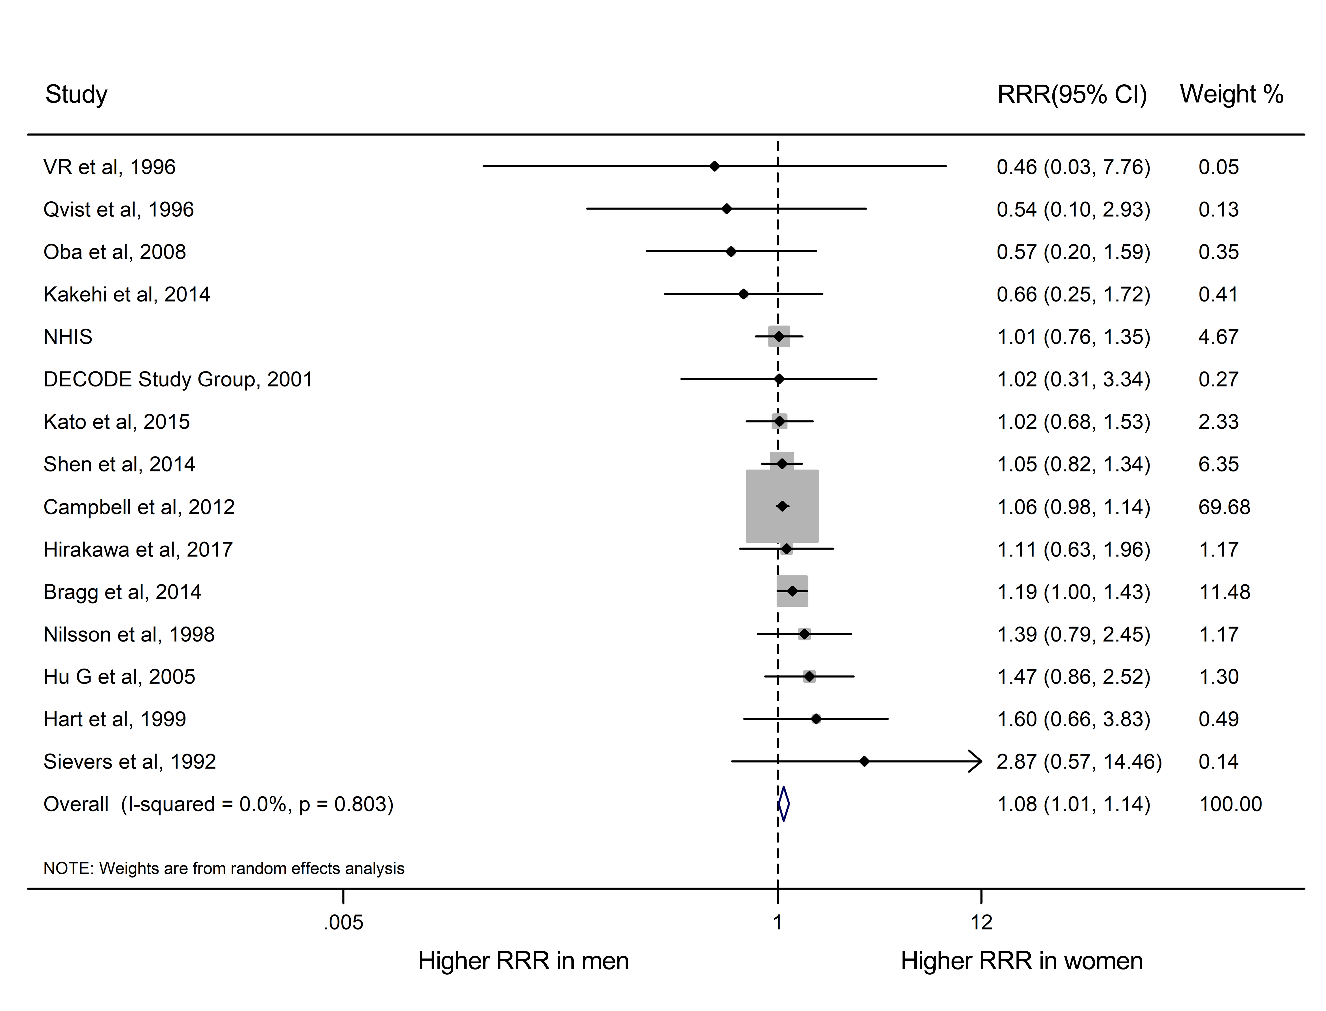 Study RRR(95% CI) Weight %
VR et al, 1996 0.46 (0.03, 7.76) 0.05
Qvist et al, 1996 0.54 (0.10, 2.93) 0.13
Oba et al, 2008 0.57 (0.20, 1.59) 0.35
Kakehi et al, 2014 0.66 (0.25, 1.72) 0.41
NHIS 1.01 (0.76, 1.35) 4.67
DECODE Study Group, 2001 1.02 (0.31, 3.34) 0.27
Kato et al, 2015 1.02 (0.68, 1.53) 2.33
Shen et al, 2014 1.05 (0.82, 1.34) 6.35
Campbell et al, 2012 1.06 (0.98, 1.14) 69.68
Hirakawa et al, 2017 1.11 (0.63, 1.96) 1.17
Bragg et al, 2014 1.19 (1.00, 1.43) 11.48
Nilsson et al, 1998 1.39 (0.79, 2.45) 1.17
Hu G et al, 2005 1.47 (0.86, 2.52) 1.30
Hart et al, 1999 1.60 (0.66, 3.83) 0.49
Sievers et al, 1992 2.87 (0.57, 14.46) 0.14
Overall (I-squared = 0.0%, p = 0.803) 1.08 (1.01, 1.14) 100.00
NOTE: Weights are from random effects analysis
.005 1 12
Higher RRR in men Higher RRR in women